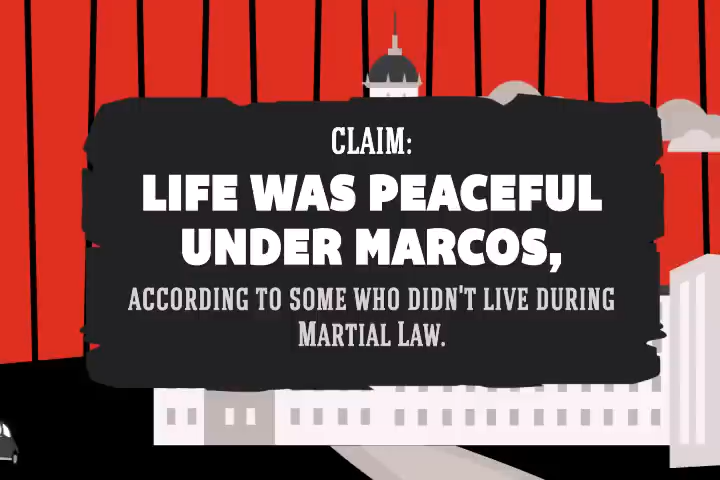 CLAIM:
LIFE WAS PEACEFUL
UNDER MARCOS,
ACCORDING TO SOME WHO DIDN'T LIVE DURING
MARTIAL LAW.